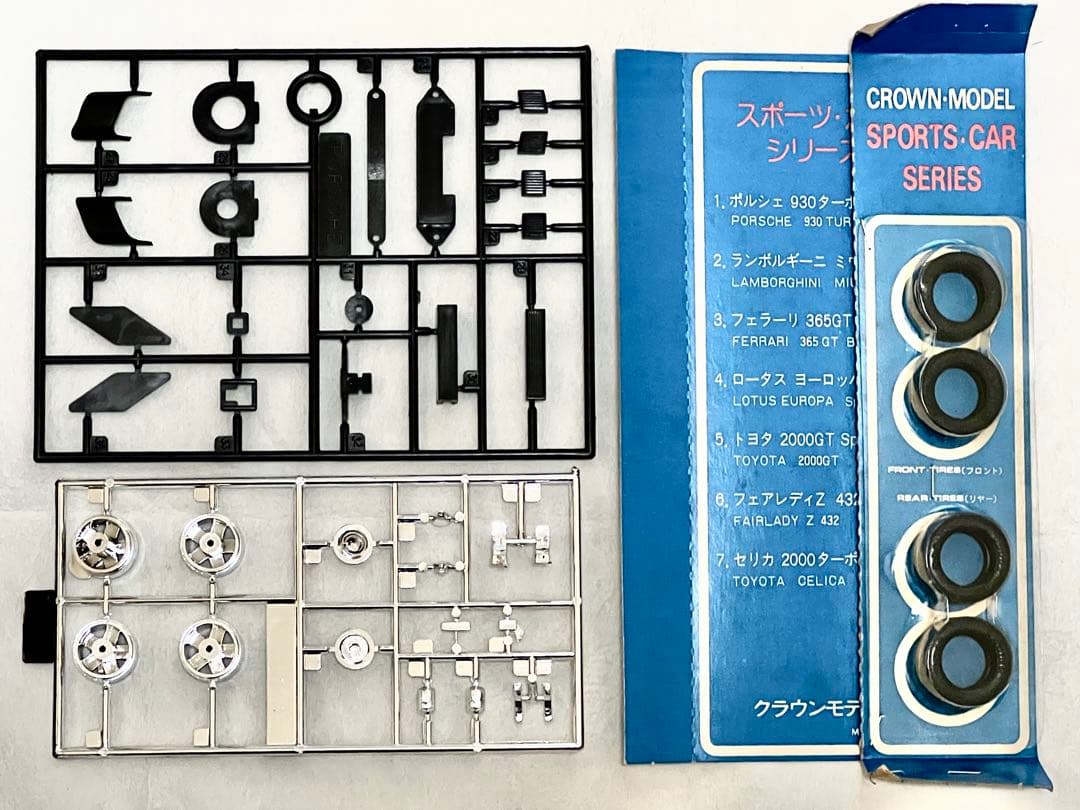 CROWN·MODEL
SPORTS·CAR
SERIES
スポーツ・
シリーズ
1. ポルシェ 930ターボ
PORSCHE 930 TUR
2. ランボルギーニ ミウ
LAMBORGHINI MIU
3. フェラーリ 365GT
FERRARI 365 GT B
4. ロータス ヨーロッパ
LOTUS EUROPA S
5. トヨタ 2000GT Sp
TOYOTA 2000GT
6. フェアレディZ 432
FAIRLADY Z 432
7. セリカ 2000ターボ
TOYOTA CELICA
クラウンモデ
M
FRONT·TIRES(フロント)
REAR·TIRES(リヤー)